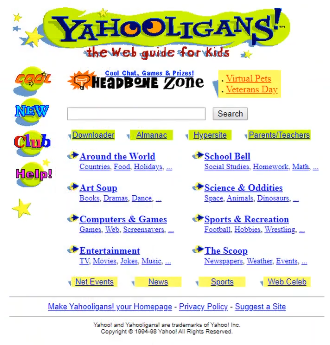 YAHOOLIGANS!
the Web guide for Kids
Cool Chat, Games & Prizes!
HEADBONE ZONE
Virtual Pets
Veterans Day
COOL
NEW
Club
Help!
Search
Downloader Almanac Hypersite Parents/Teachers
Around the World
Countries, Food, Holidays, ...
School Bell
Social Studies, Homework, Math, ...
Art Soup
Books, Dramas, Dance, ...
Science & Oddities
Space, Animals, Dinosaurs, ...
Computers & Games
Games, Web, Screensavers, ...
Sports & Recreation
Football, Hobbies, Wrestling, ...
Entertainment
TV, Movies, Jokes, Music, ...
The Scoop
Newspapers, Weather, Events, ...
Net Events News Sports Web Celeb
Make Yahooligans! your Homepage - Privacy Policy - Suggest a Site
Yahoo! and Yahooligans! are trademarks of Yahoo! Inc.
Copyright © 1994-98 Yahoo! All Rights Reserved.